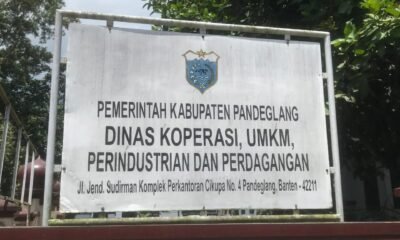 PEMERINTAH KABUPATEN PANDEGLANG
DINAS KOPERASI, UMKM,
PERINDUSTRIAN DAN PERDAGANGAN
Jl. Jend. Sudirman Komplek Perkantoran Cikupa No. 4 Pandeglang, Banten - 42211